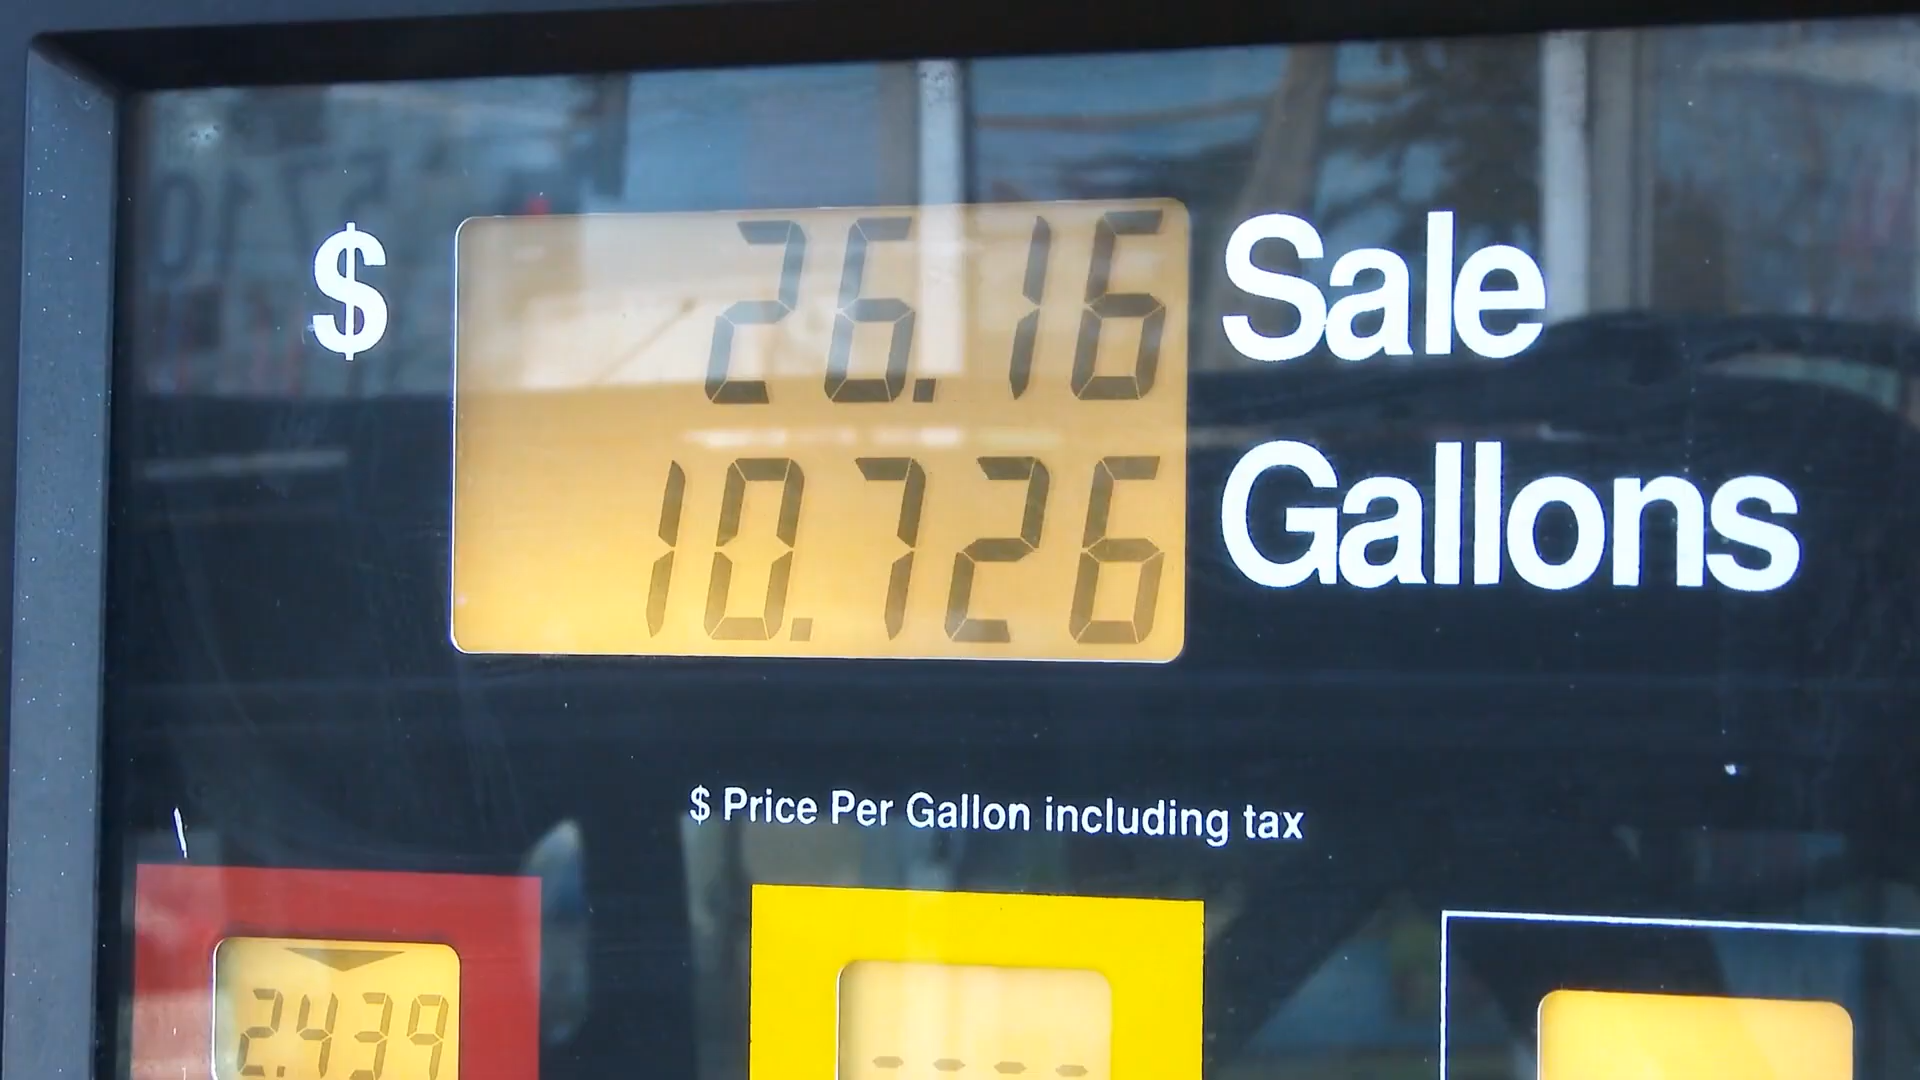 $ 26.16 Sale
10.726 Gallons
$ Price Per Gallon including tax
2.439
----